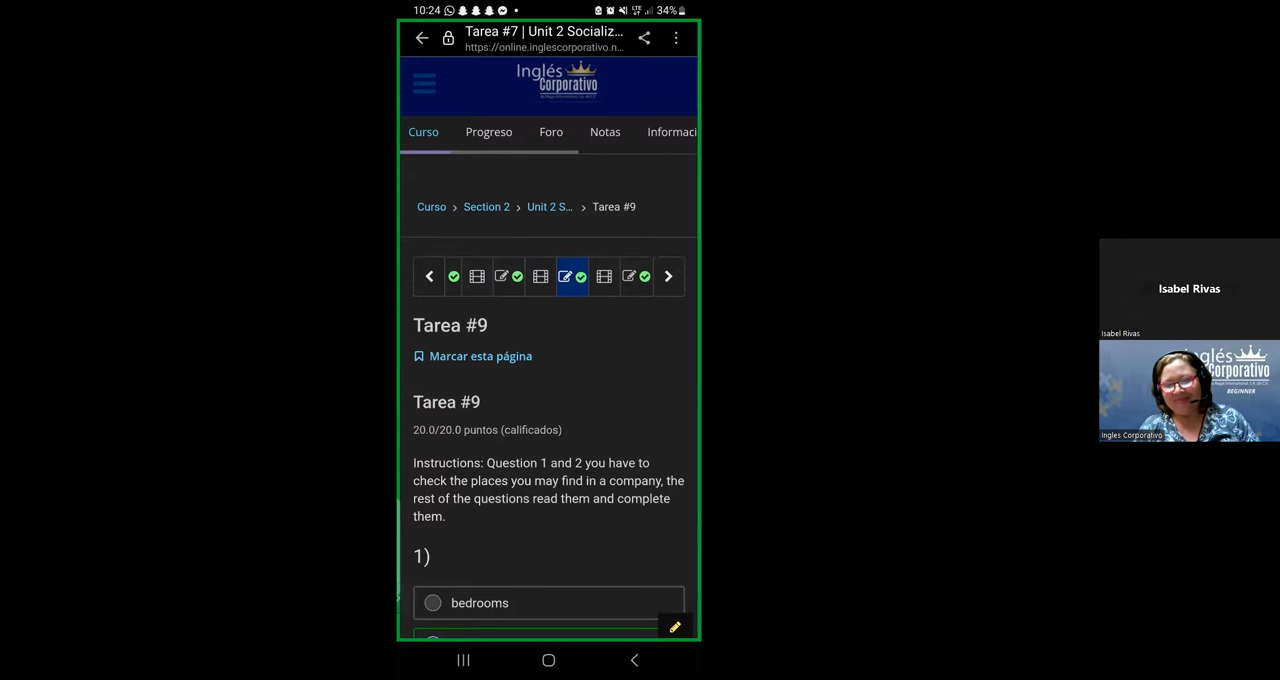 10:24
LTE
34%
Tarea #7 | Unit 2 Socializ...
https://online.inglescorporativo.n...
Inglés
Corporativo
Curso
Progreso
Foro
Notas
Informaci
Curso > Section 2 > Unit 2 S... > Tarea #9
Tarea #9
Marcar esta página
Tarea #9
20.0/20.0 puntos (calificados)
Instructions: Question 1 and 2 you have to
check the places you may find in a company, the
rest of the questions read them and complete
them.
1)
bedrooms
Isabel Rivas
Isabel Rivas
nglés
Corporativo
BEGINNER
Ingles Corporativo